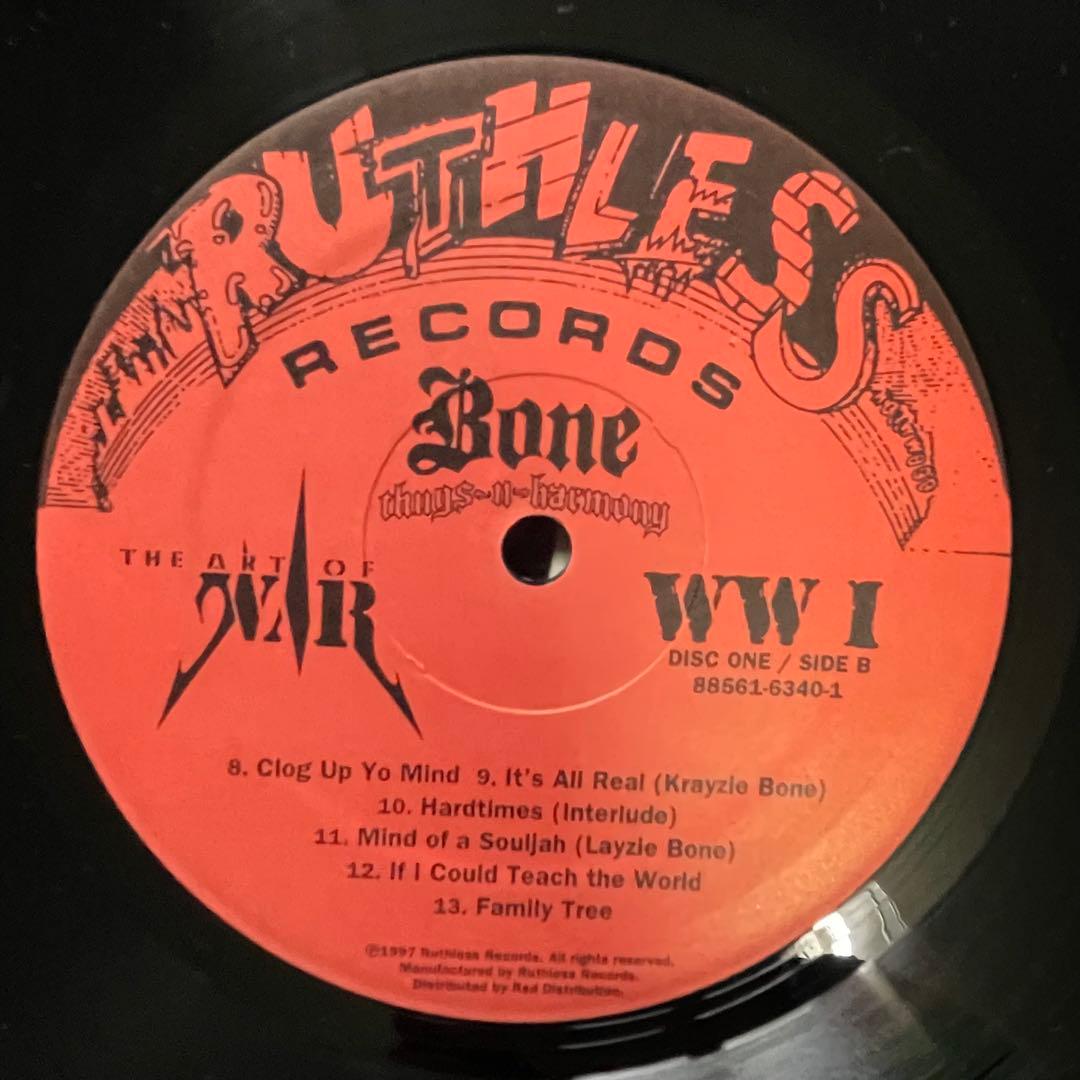 RUTHLESS
RECORDS
Bone
thugs~n~harmony
THE ART OF
WAR
WW I
DISC ONE / SIDE B
88561-6340-1
8. Clog Up Yo Mind 9. It's All Real (Krayzie Bone)
10. Hardtimes (Interlude)
11. Mind of a Souljah (Layzie Bone)
12. If I Could Teach the World
13. Family Tree
℗1997 Ruthless Records. All rights reserved.
Manufactured by Ruthless Records.
Distributed by Red Distribution.